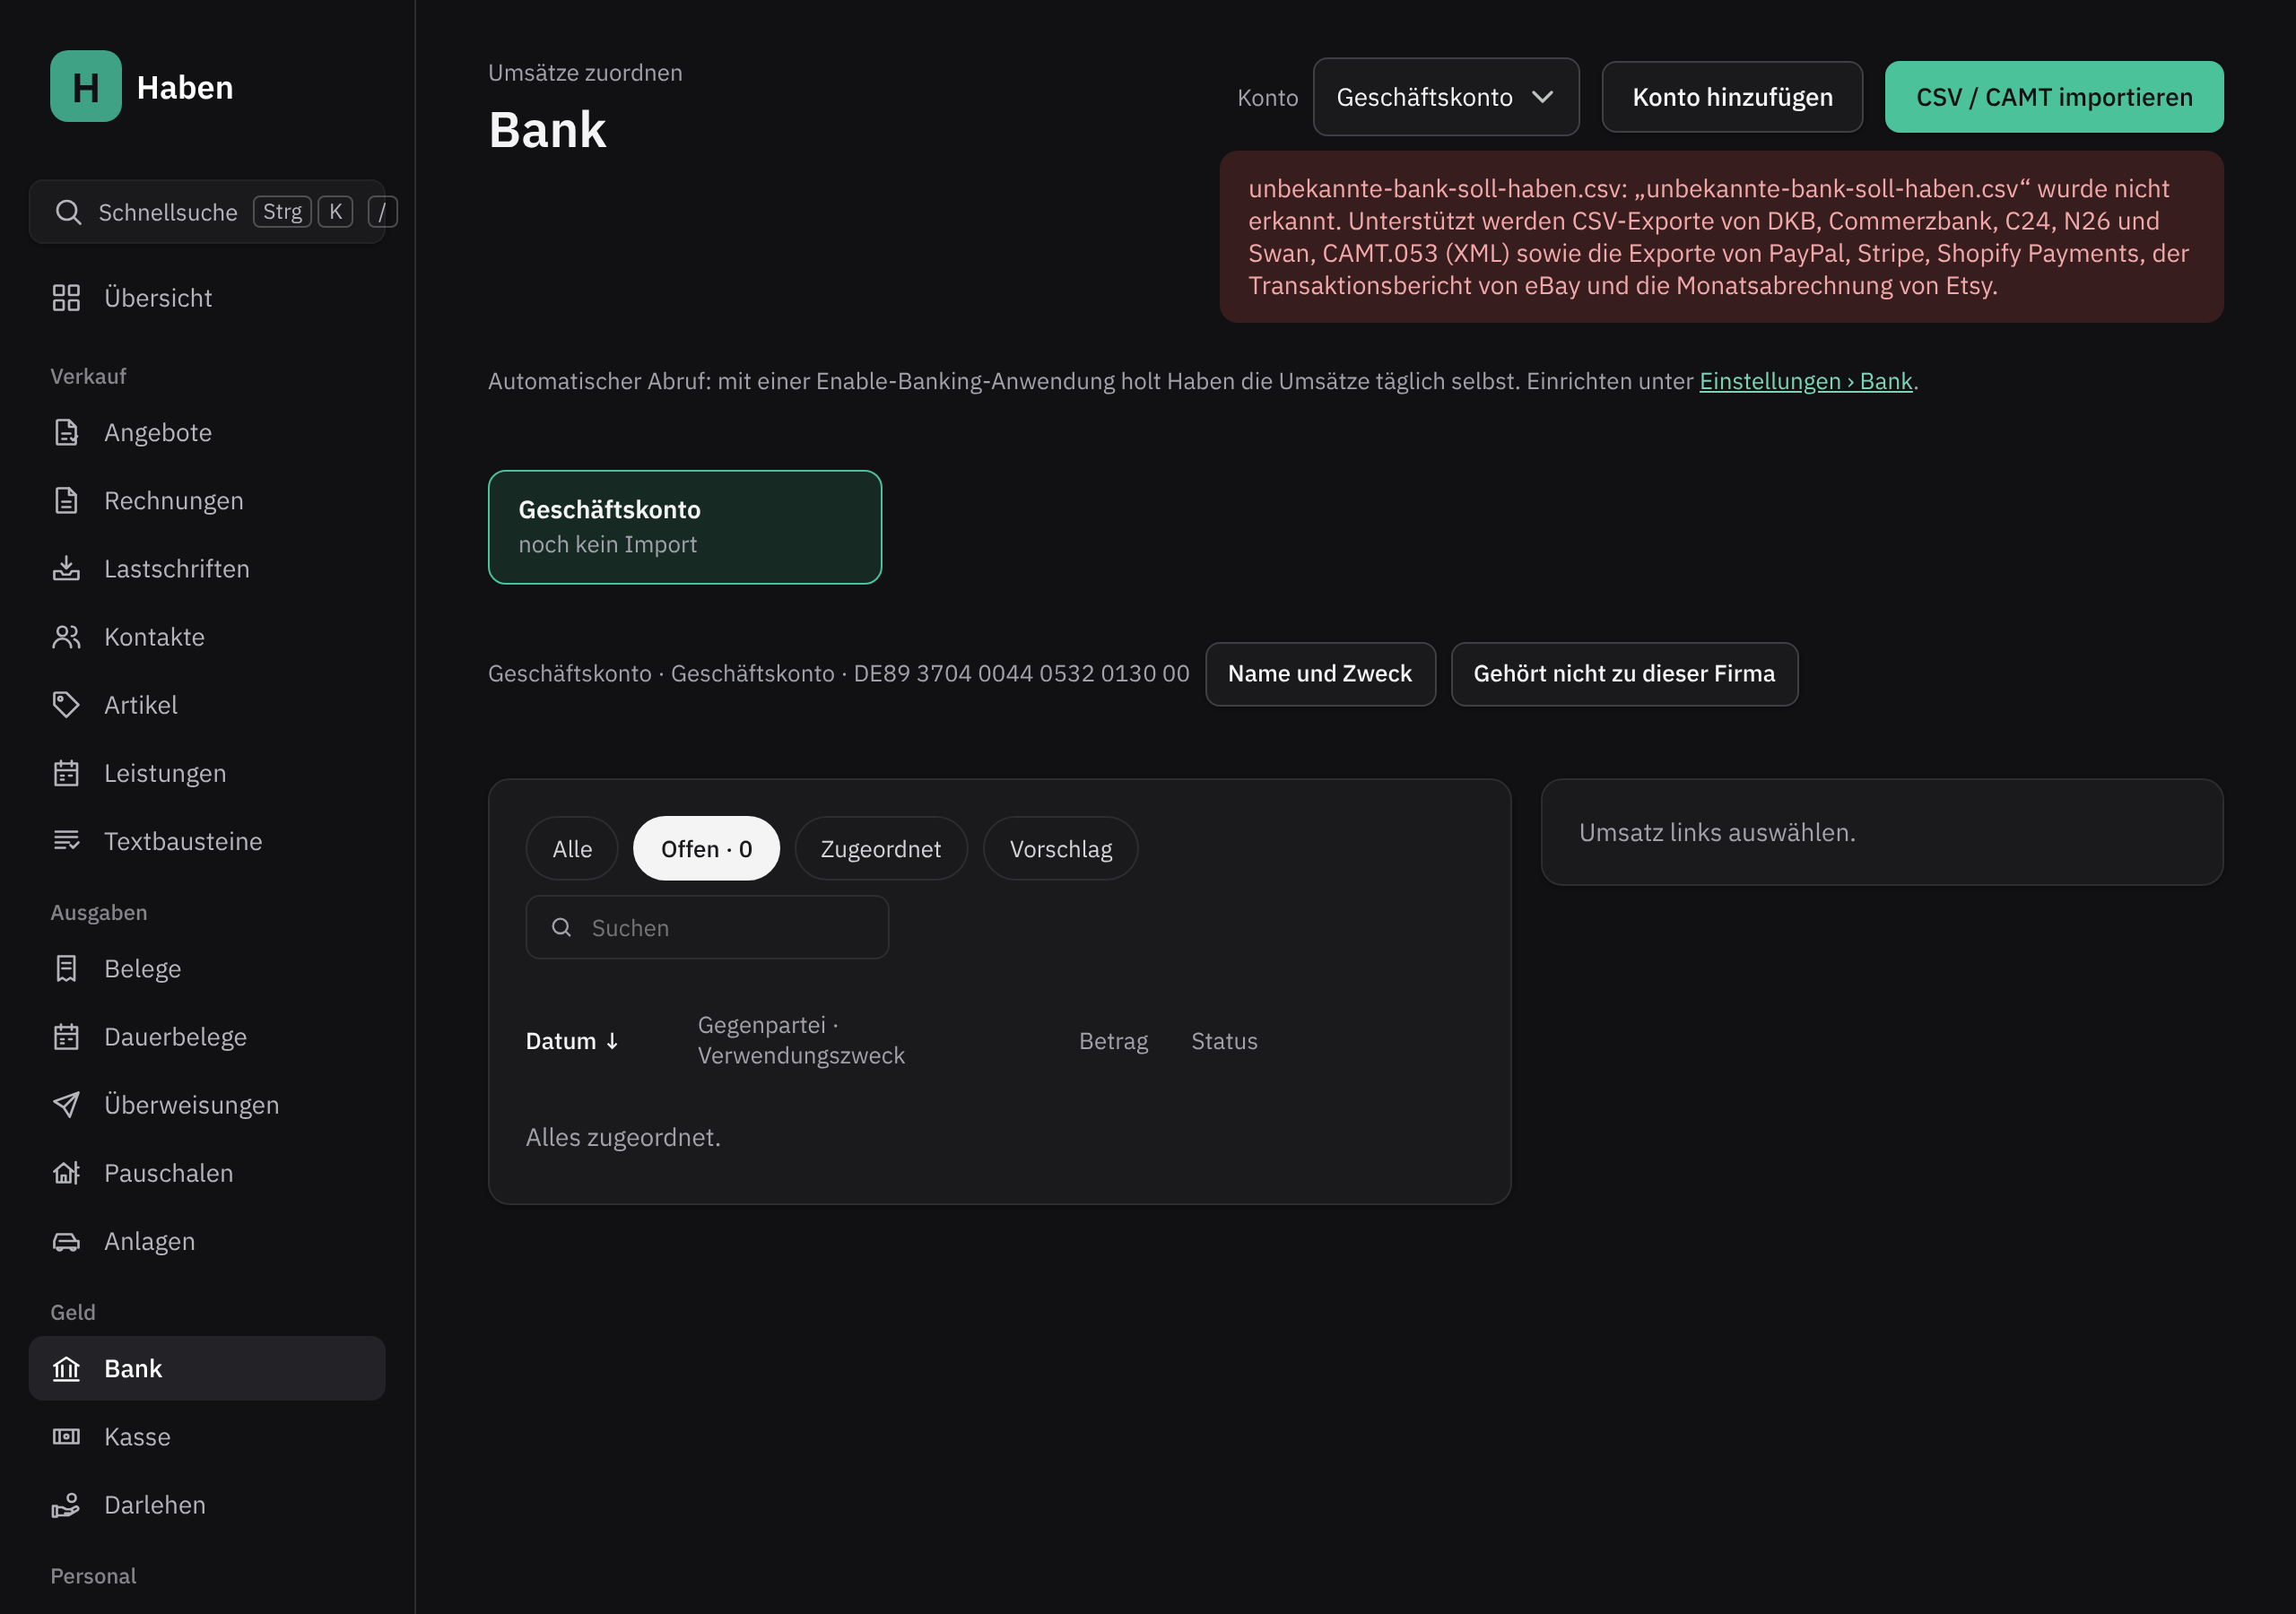 H Haben
Schnellsuche Strg K /
Übersicht
Verkauf
Angebote
Rechnungen
Lastschriften
Kontakte
Artikel
Leistungen
Textbausteine
Ausgaben
Belege
Dauerbelege
Überweisungen
Pauschalen
Anlagen
Geld
Bank
Kasse
Darlehen
Personal
Umsätze zuordnen
Bank
Konto Geschäftskonto Konto hinzufügen CSV / CAMT importieren
unbekannte-bank-soll-haben.csv: „unbekannte-bank-soll-haben.csv“ wurde nicht
erkannt. Unterstützt werden CSV-Exporte von DKB, Commerzbank, C24, N26 und
Swan, CAMT.053 (XML) sowie die Exporte von PayPal, Stripe, Shopify Payments, der
Transaktionsbericht von eBay und die Monatsabrechnung von Etsy.
Automatischer Abruf: mit einer Enable-Banking-Anwendung holt Haben die Umsätze täglich selbst. Einrichten unter Einstellungen › Bank.
Geschäftskonto
noch kein Import
Geschäftskonto · Geschäftskonto · DE89 3704 0044 0532 0130 00 Name und Zweck Gehört nicht zu dieser Firma
Alle Offen · 0 Zugeordnet Vorschlag
Suchen
Datum ↓ Gegenpartei · Verwendungszweck Betrag Status
Alles zugeordnet.
Umsatz links auswählen.